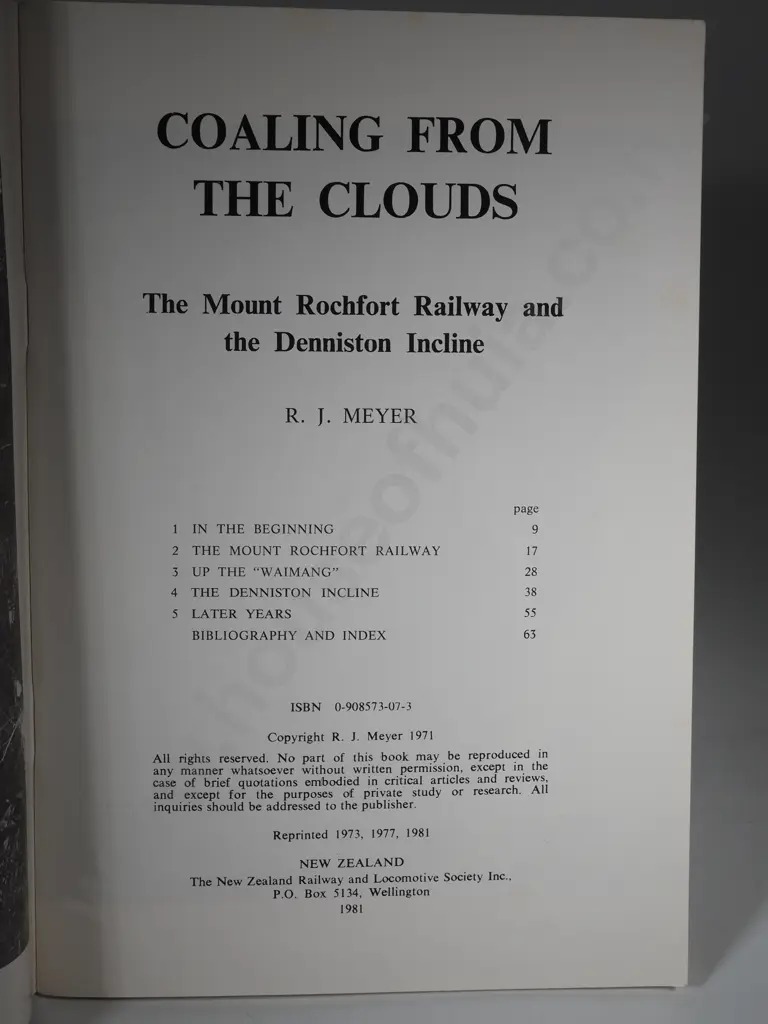 COALING FROM
THE CLOUDS
The Mount Rochfort Railway and
the Denniston Incline
R. J. MEYER
page
1 IN THE BEGINNING 9
2 THE MOUNT ROCHFORT RAILWAY 17
3 UP THE "WAIMANG" 28
4 THE DENNISTON INCLINE 38
5 LATER YEARS 55
BIBLIOGRAPHY AND INDEX 63
ISBN 0-908573-07-3
Copyright R. J. Meyer 1971
All rights reserved. No part of this book may be reproduced in
any manner whatsoever without written permission, except in the
case of brief quotations embodied in critical articles and reviews,
and except for the purposes of private study or research. All
inquiries should be addressed to the publisher.
Reprinted 1973, 1977, 1981
NEW ZEALAND
The New Zealand Railway and Locomotive Society Inc.,
P.O. Box 5134, Wellington
1981